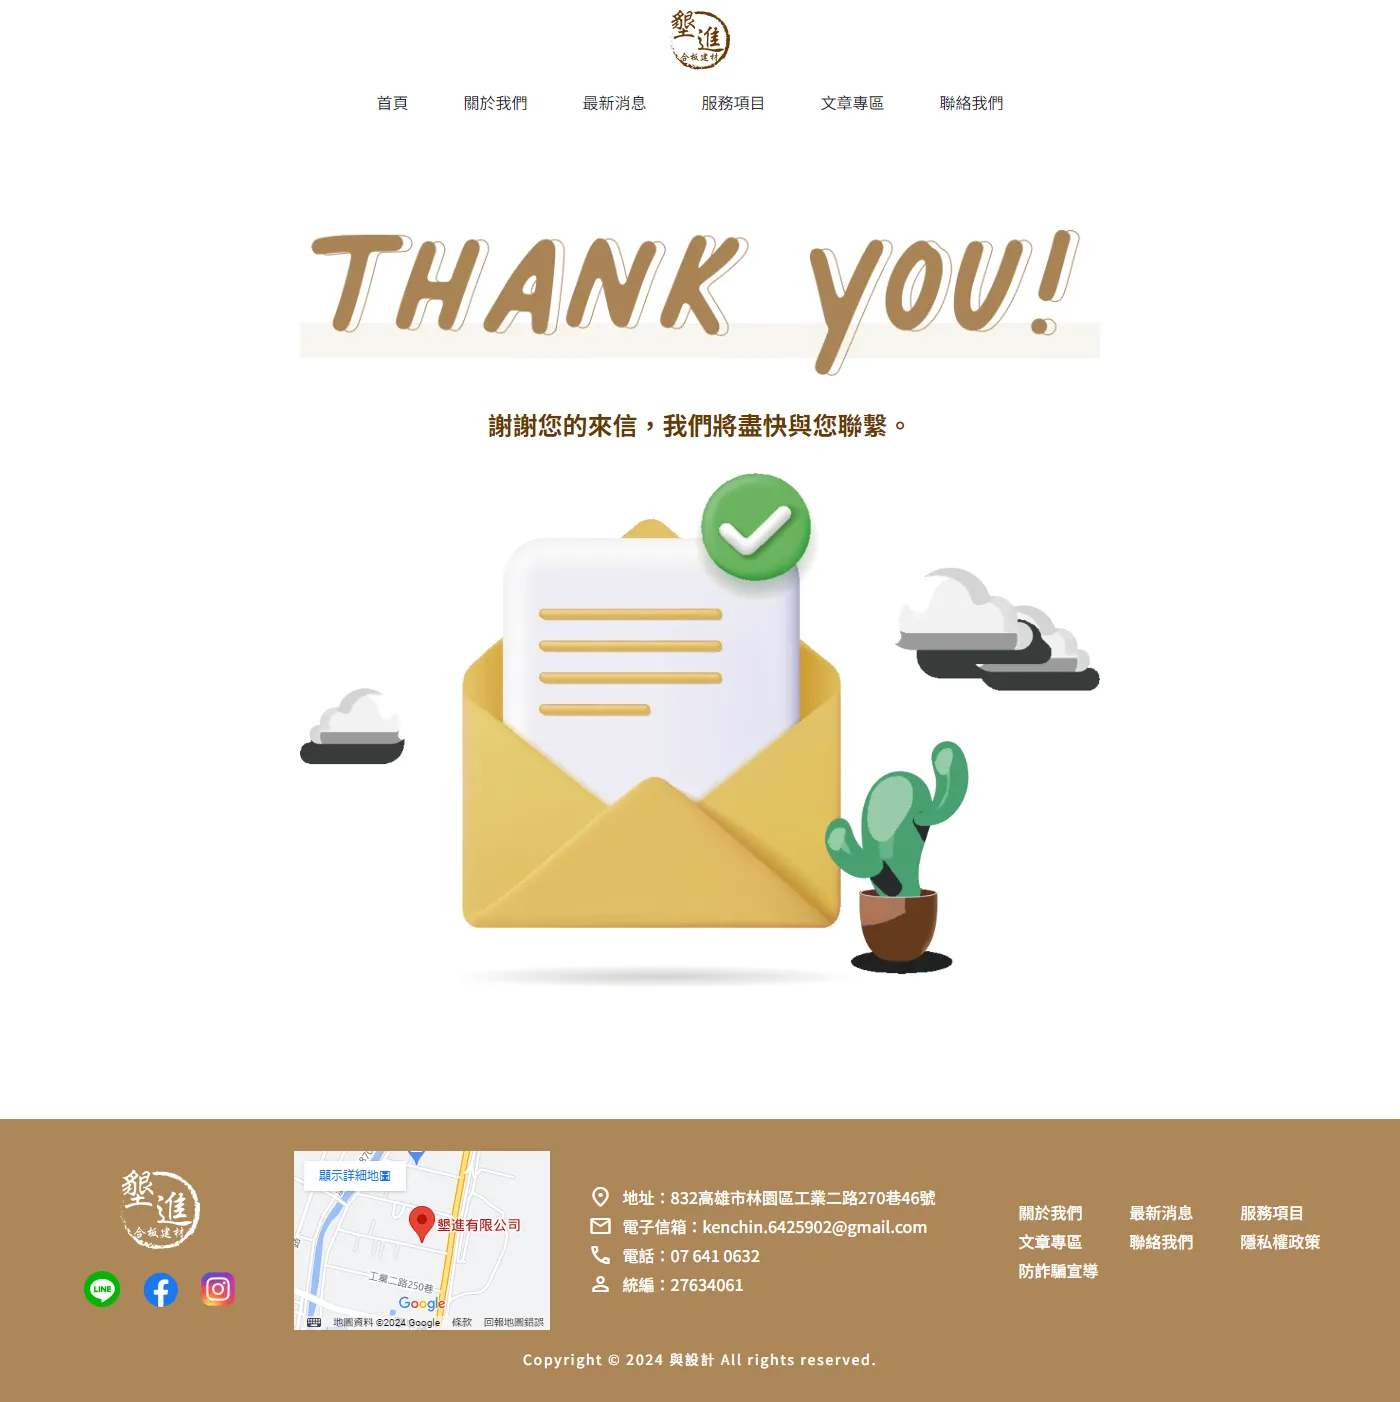 墾進
合板建材
首頁 關於我們 最新消息 服務項目 文章專區 聯絡我們
THANK YOU!
謝謝您的來信，我們將盡快與您聯繫。
墾進
合板建材
LINE
顯示詳細地圖
墾進有限公司
工業二路250巷
Google
地圖資料 ©2024 Google 條款 回報地圖錯誤
地址：832高雄市林園區工業二路270巷46號
電子信箱：kenchin.6425902@gmail.com
電話：07 641 0632
統編：27634061
關於我們 最新消息 服務項目
文章專區 聯絡我們 隱私權政策
防詐騙宣導
Copyright © 2024 與設計 All rights reserved.